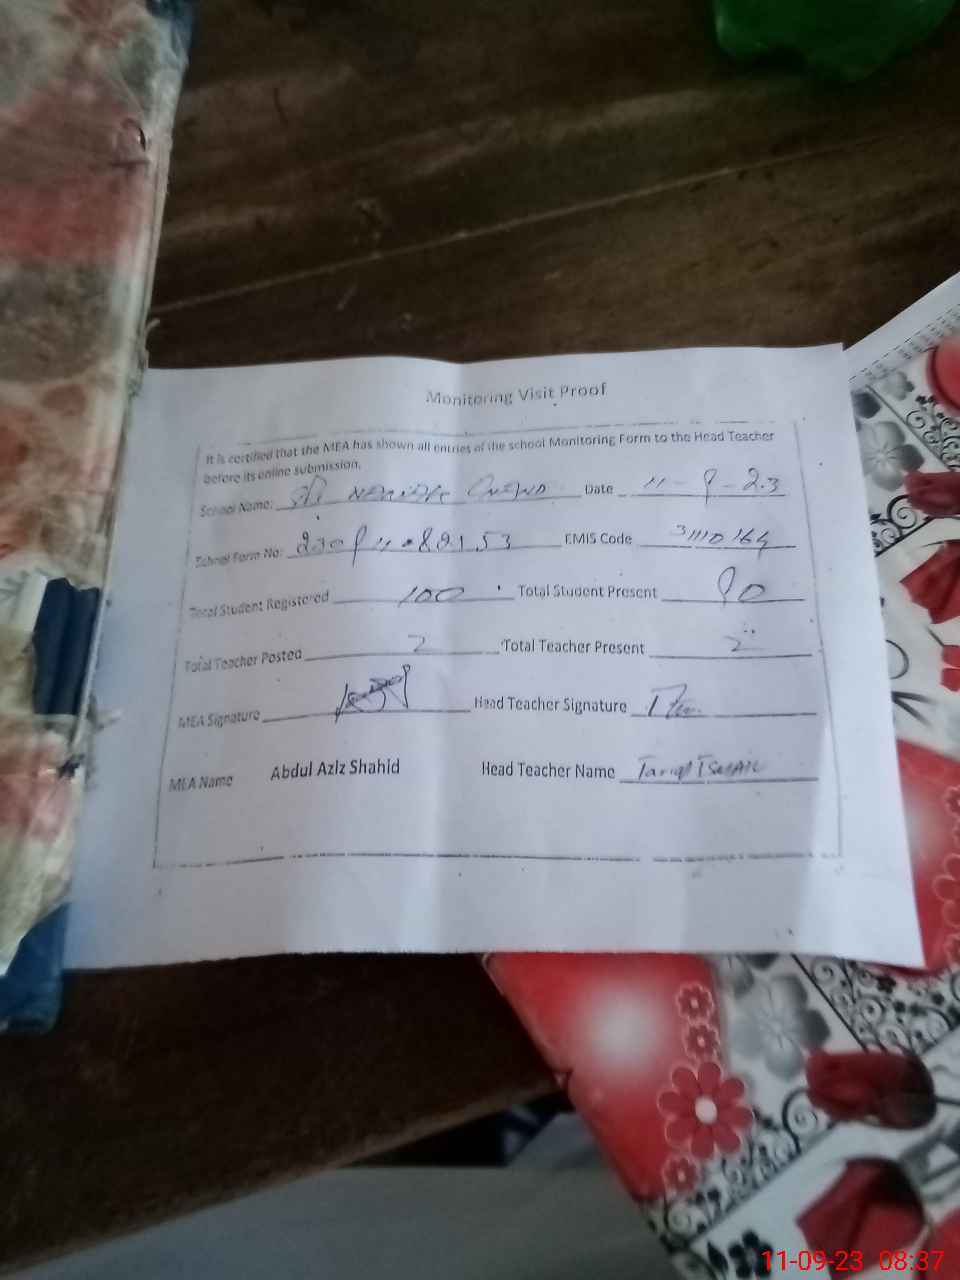 Monitoring Visit Proof
It is certified that the MEA has shown all entries of the school Monitoring Form to the Head Teacher
before its online submission.
School Name: Date 11-9-23
School Form No: EMIS Code 31110164
Total Student Registered 100 Total Student Present 90
Total Teacher Posted 2 Total Teacher Present 2
MEA Signature Head Teacher Signature
MEA Name Abdul Aziz Shahid Head Teacher Name Tariq ISMAIL
11-09-23 08:37